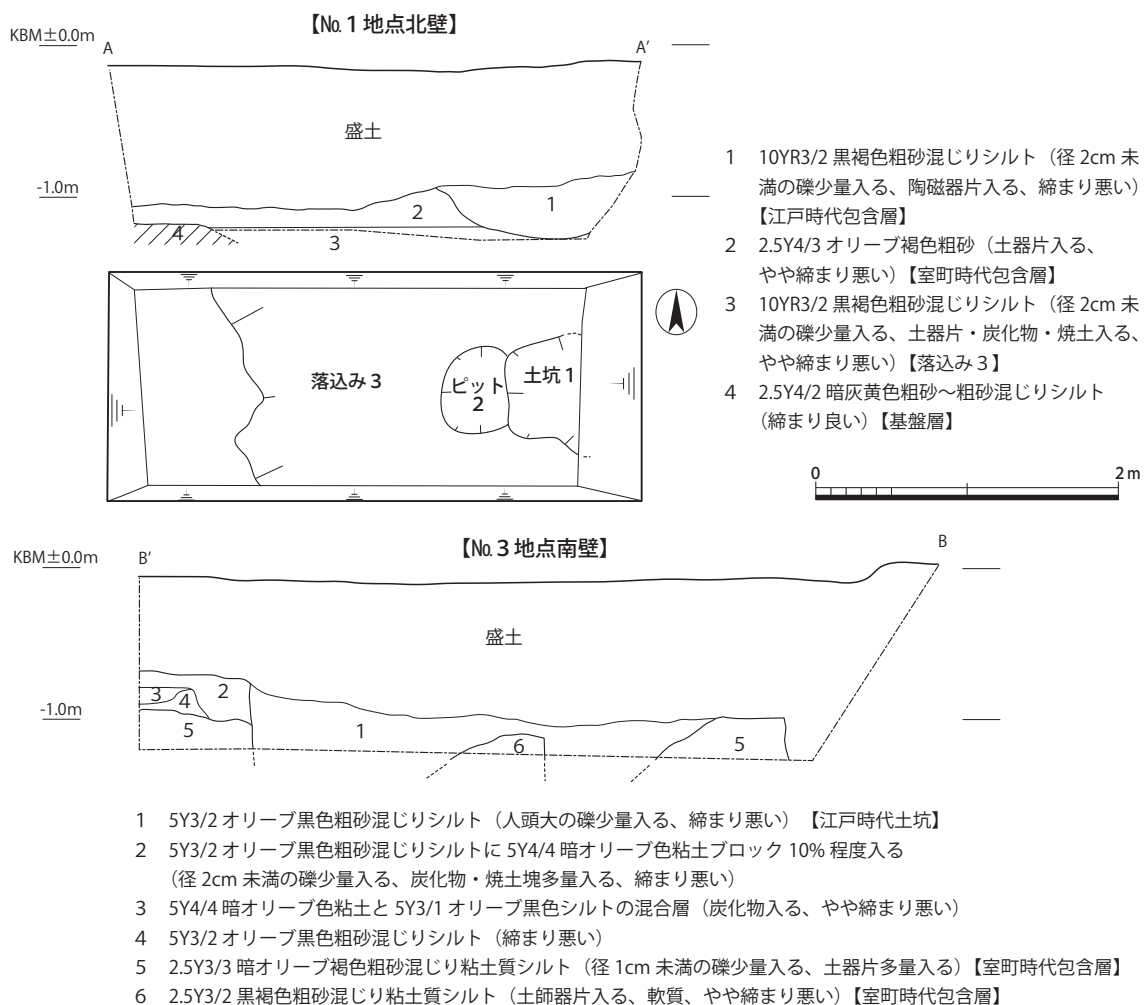 【№1地点北壁】
KBM±0.0m
A
A'
盛土
-1.0m
2
1
4
3
1 10YR3/2 黒褐色粗砂混じりシルト（径 2cm 未
満の礫少量入る、陶磁器片入る、締まり悪い）
【江戸時代包含層】
2 2.5Y4/3 オリーブ褐色粗砂（土器片入る、
やや締まり悪い）【室町時代包含層】
3 10YR3/2 黒褐色粗砂混じりシルト（径 2cm 未
満の礫少量入る、土器片・炭化物・焼土入る、
やや締まり悪い）【落込み 3】
4 2.5Y4/2 暗灰黄色粗砂～粗砂混じりシルト
（締まり良い）【基盤層】
落込み 3
ピット
2
土坑 1
0
2 m
【№3地点南壁】
KBM±0.0m
B'
B
盛土
-1.0m
3
4
2
5
1
6
5
1 5Y3/2 オリーブ黒色粗砂混じりシルト（人頭大の礫少量入る、締まり悪い）【江戸時代土坑】
2 5Y3/2 オリーブ黒色粗砂混じりシルトに 5Y4/4 暗オリーブ色粘土ブロック 10% 程度入る
（径 2cm 未満の礫少量入る、炭化物・焼土塊多量入る、締まり悪い）
3 5Y4/4 暗オリーブ色粘土と 5Y3/1 オリーブ黒色シルトの混合層（炭化物入る、やや締まり悪い）
4 5Y3/2 オリーブ黒色粗砂混じりシルト（締まり悪い）
5 2.5Y3/3 暗オリーブ褐色粗砂混じり粘土質シルト（径 1cm 未満の礫少量入る、土器片多量入る）【室町時代包含層】
6 2.5Y3/2 黒褐色粗砂混じり粘土質シルト（土師器片入る、軟質、やや締まり悪い）【室町時代包含層】